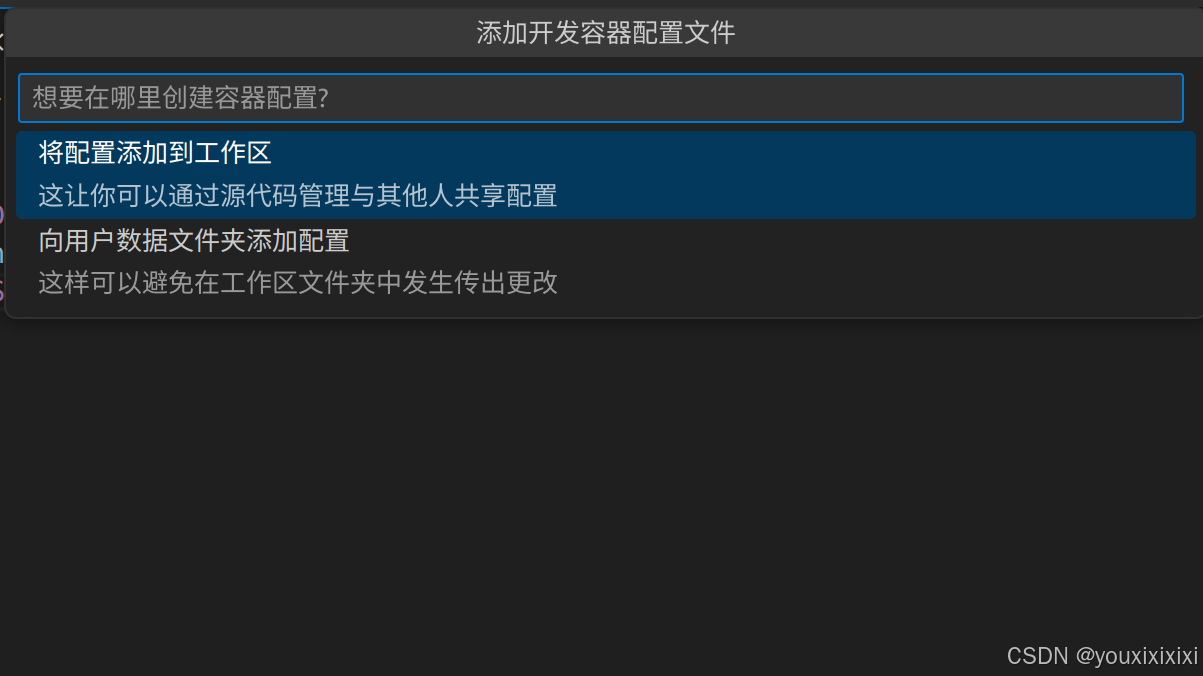 添加开发容器配置文件
想要在哪里创建容器配置?
将配置添加到工作区
这让你可以通过源代码管理与其他人共享配置
向用户数据文件夹添加配置
这样可以避免在工作区文件夹中发生传出更改
CSDN @youxixixixi